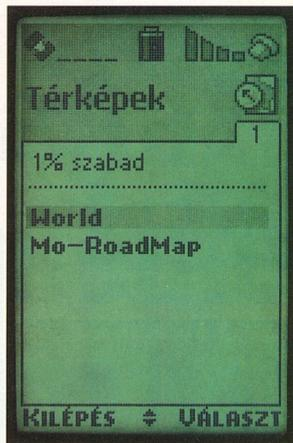 Térképek
1
1% szabad
World
Mo-RoadMap
KILÉPÉS VÁLASZT